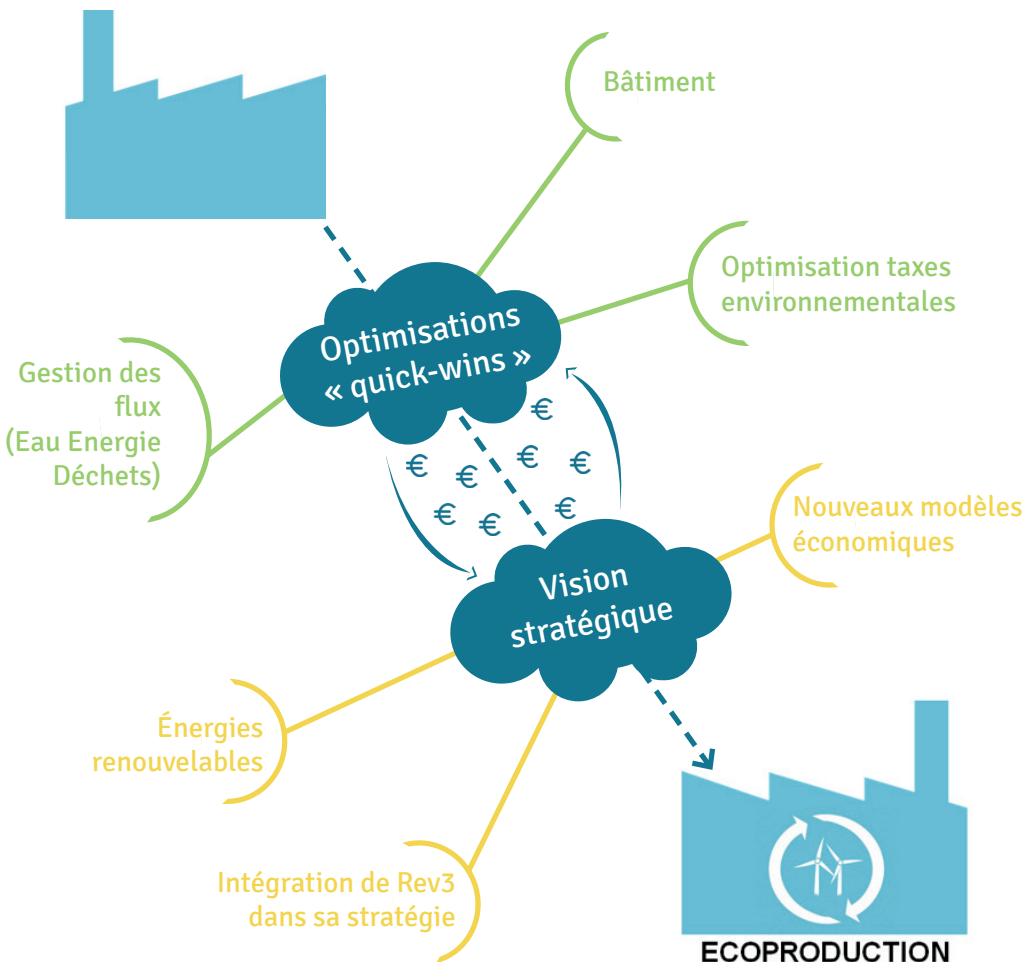 Bâtiment
Optimisation taxes
environnementales
Optimisations
« quick-wins »
Gestion des
flux
(Eau Energie
Déchets)
€
€
€
€
€
€
€
€
€
Nouveaux modèles
économiques
Vision
stratégique
Énergies
renouvelables
Intégration de Rev3
dans sa stratégie
ECOPRODUCTION